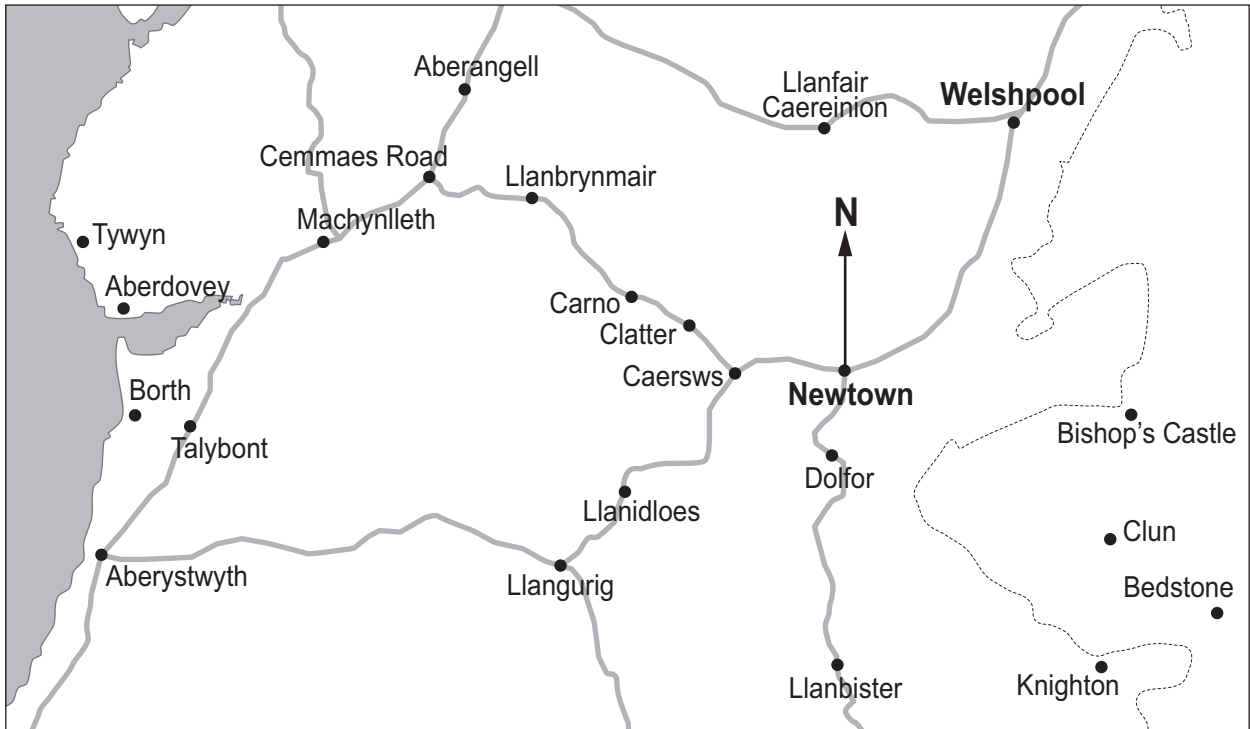 Aberangell
Llanfair
Caereinion
Welshpool
Cemmaes Road
Llanbrynmair
Machynlleth
N
Tywyn
Aberdovey
Carno
Clatter
Caersws
Newtown
Borth
Talybont
Bishop's Castle
Dolfor
Llanidloes
Clun
Aberystwyth
Llangurig
Bedstone
Llanbister
Knighton